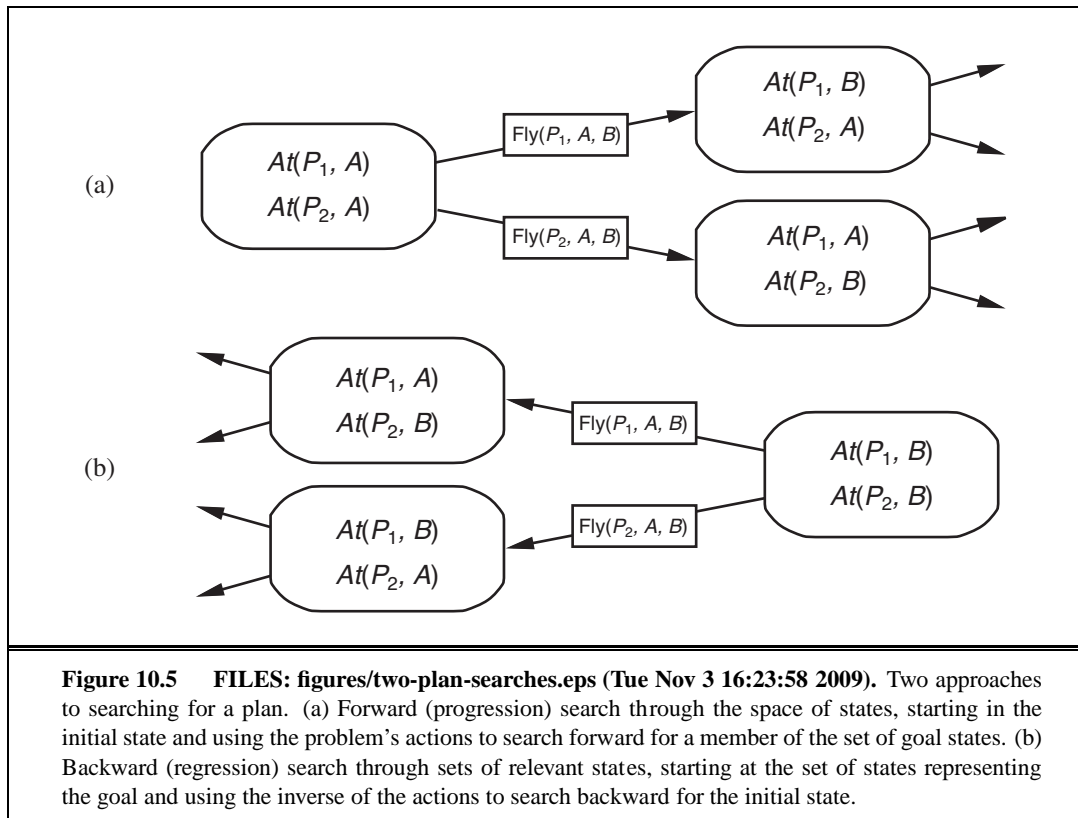 (a)
At(P₁, A)
At(P₂, A)
Fly(P₁, A, B)
At(P₁, B)
At(P₂, A)
Fly(P₂, A, B)
At(P₁, A)
At(P₂, B)
(b)
At(P₁, A)
At(P₂, B)
Fly(P₁, A, B)
At(P₁, B)
At(P₂, B)
At(P₁, B)
At(P₂, A)
Fly(P₂, A, B)
Figure 10.5 FILES: figures/two-plan-searches.eps (Tue Nov 3 16:23:58 2009). Two approaches
to searching for a plan. (a) Forward (progression) search through the space of states, starting in the
initial state and using the problem's actions to search forward for a member of the set of goal states. (b)
Backward (regression) search through sets of relevant states, starting at the set of states representing
the goal and using the inverse of the actions to search backward for the initial state.